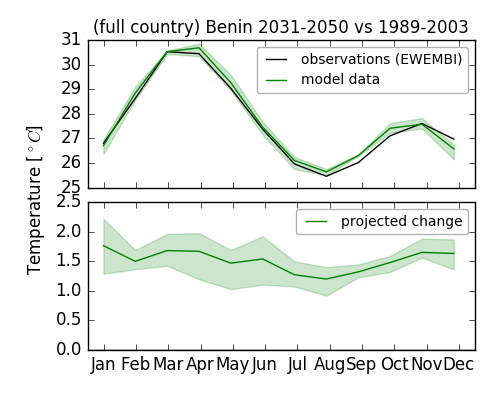 (full country) Benin 2031-2050 vs 1989-2003
Temperature [°C]
31
30
29
28
27
26
25
observations (EWEMBI)
model data
2.5
2.0
1.5
1.0
0.5
0.0
projected change
Jan Feb Mar Apr May Jun Jul Aug Sep Oct Nov Dec